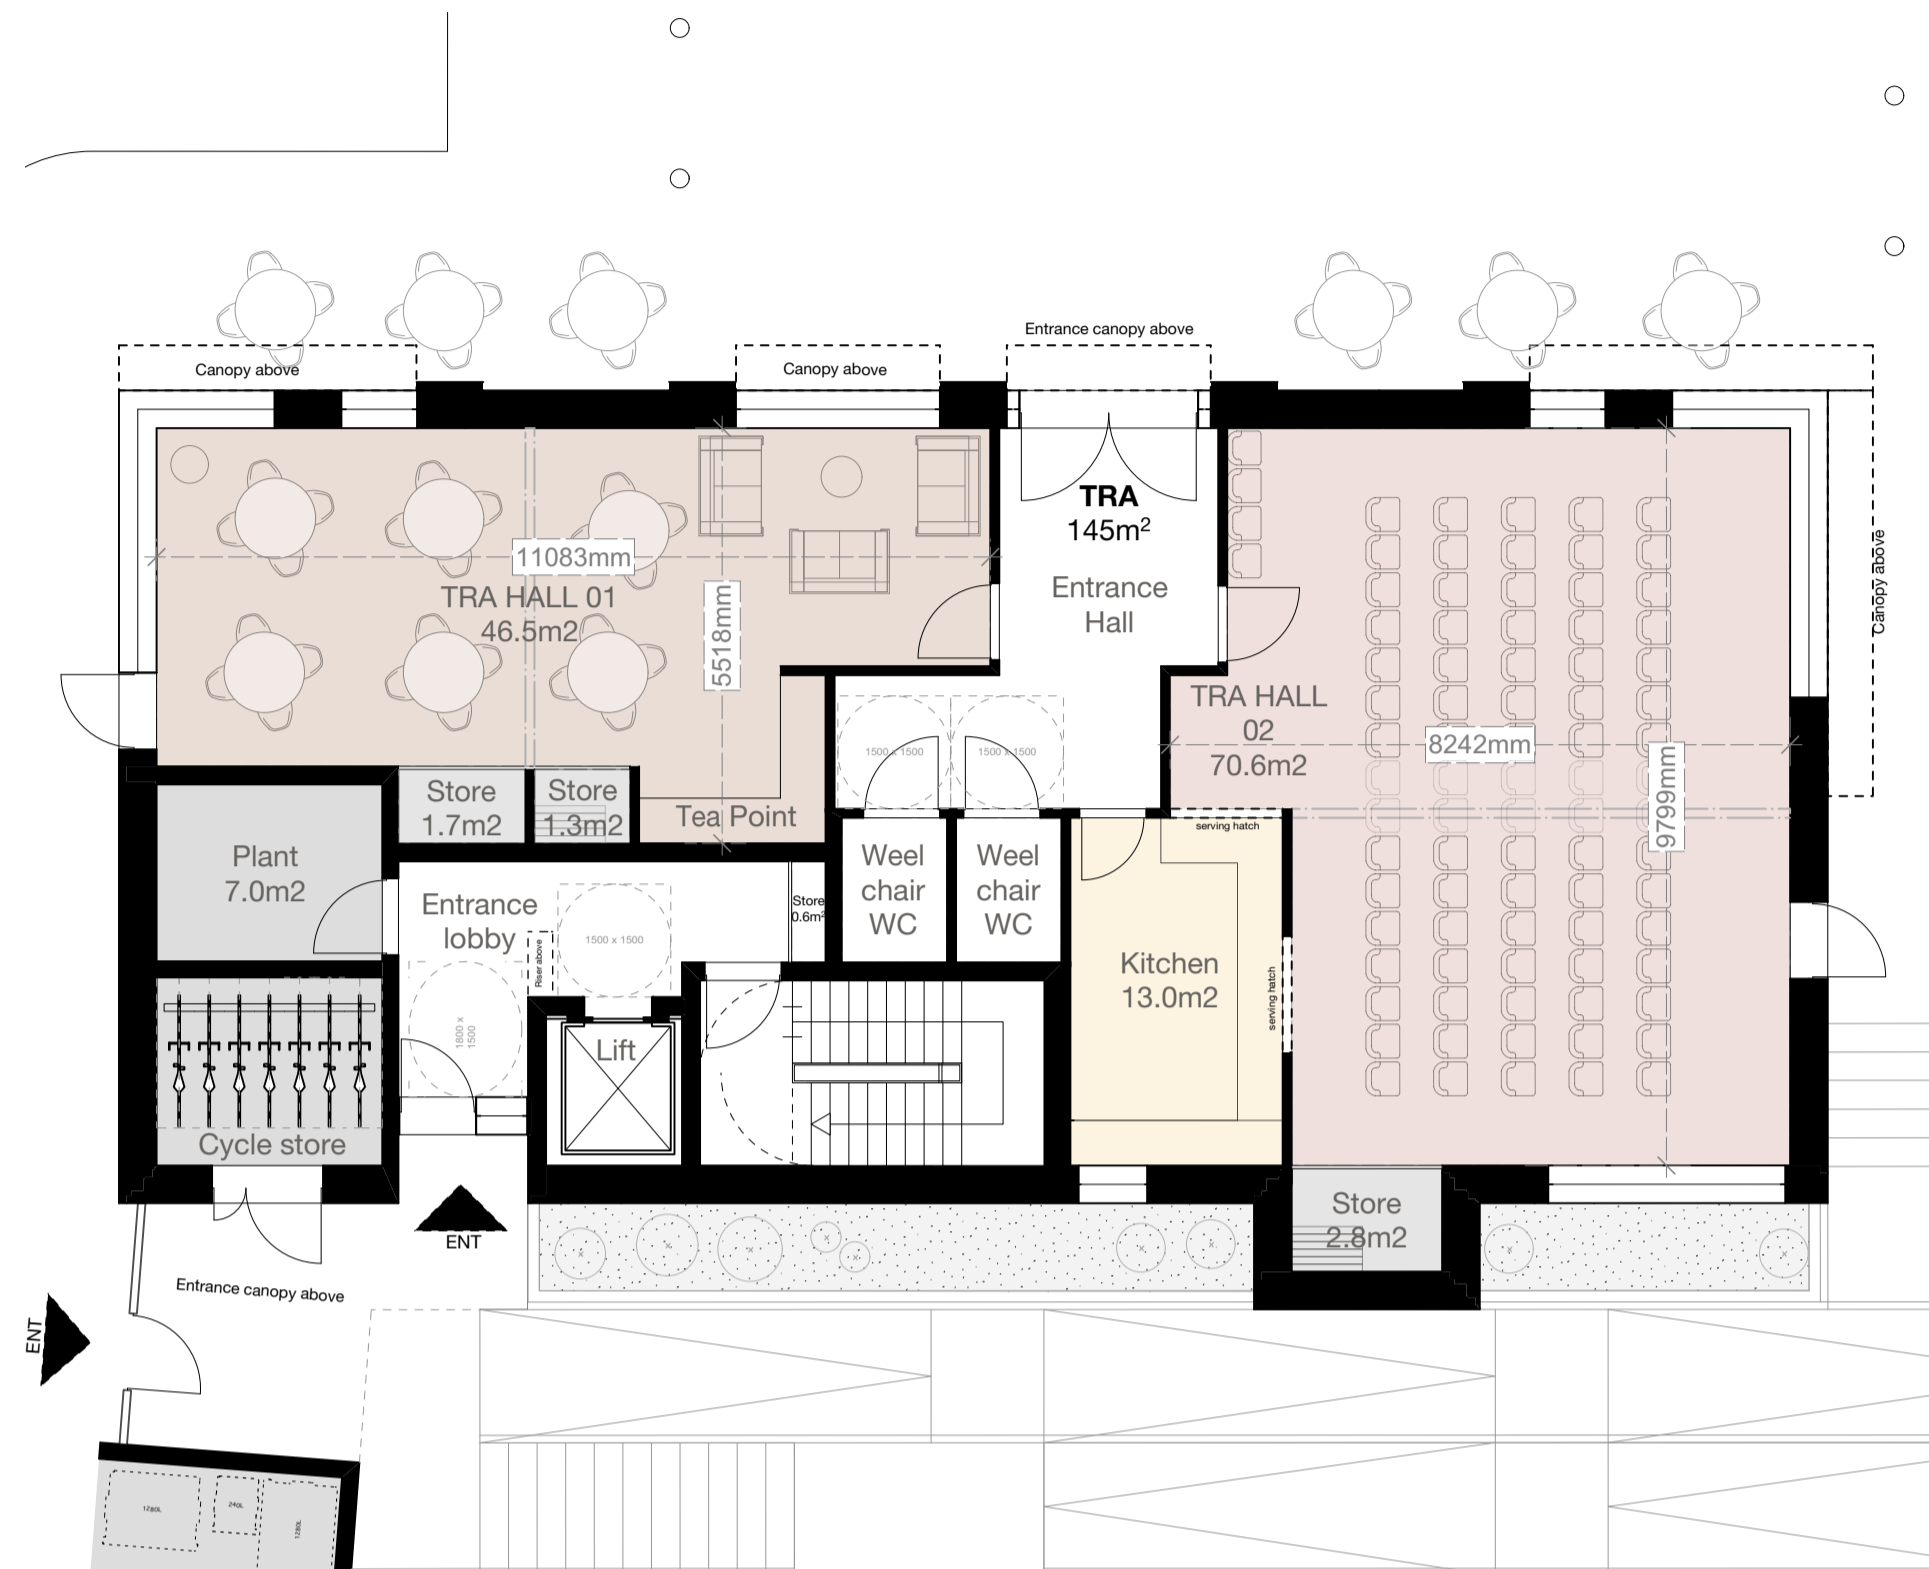 Entrance canopy above
Canopy above
Canopy above
TRA
145m²
Entrance
Hall
Canopy above
11083mm
TRA HALL 01
46.5m2
5518mm
TRA HALL
02
70.6m2
8242mm
9799mm
1500 x 1500
1500 x 1500
Store
1.7m2
Store
1.3m2
Tea Point
serving hatch
Plant
7.0m2
Entrance
lobby
Store
0.6m²
Weel
chair
WC
Weel
chair
WC
1500 x 1500
Riser above
Kitchen
13.0m2
serving hatch
1800 x
1500
Lift
Cycle store
Store
2.8m2
ENT
Entrance canopy above
ENT
1280L
240L
1280L